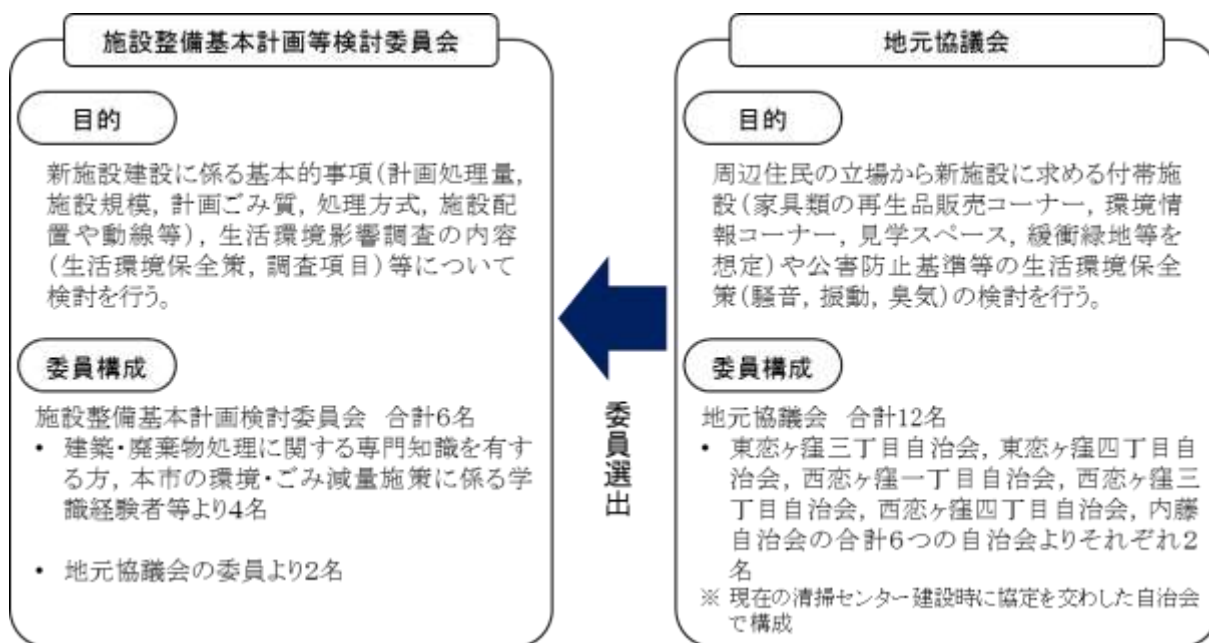 施設整備基本計画等検討委員会
目的
新施設建設に係る基本的事項(計画処理量,
施設規模, 計画ごみ質, 処理方式, 施設配
置や動線等), 生活環境影響調査の内容
(生活環境保全策, 調査項目)等について
検討を行う。
委員構成
施設整備基本計画検討委員会 合計6名
• 建築・廃棄物処理に関する専門知識を有す
る方, 本市の環境・ごみ減量施策に係る学
識経験者等より4名
• 地元協議会の委員より2名
委員選出
地元協議会
目的
周辺住民の立場から新施設に求める付帯施
設(家具類の再生品販売コーナー, 環境情
報コーナー, 見学スペース, 緩衝緑地等を
想定)や公害防止基準等の生活環境保全
策(騒音, 振動, 臭気)の検討を行う。
委員構成
地元協議会 合計12名
• 東恋ヶ窪三丁目自治会, 東恋ヶ窪四丁目自
治会, 西恋ヶ窪一丁目自治会, 西恋ヶ窪三
丁目自治会, 西恋ヶ窪四丁目自治会, 内藤
自治会の合計6つの自治会よりそれぞれ2
名
※ 現在の清掃センター建設時に協定を交わした自治会
で構成